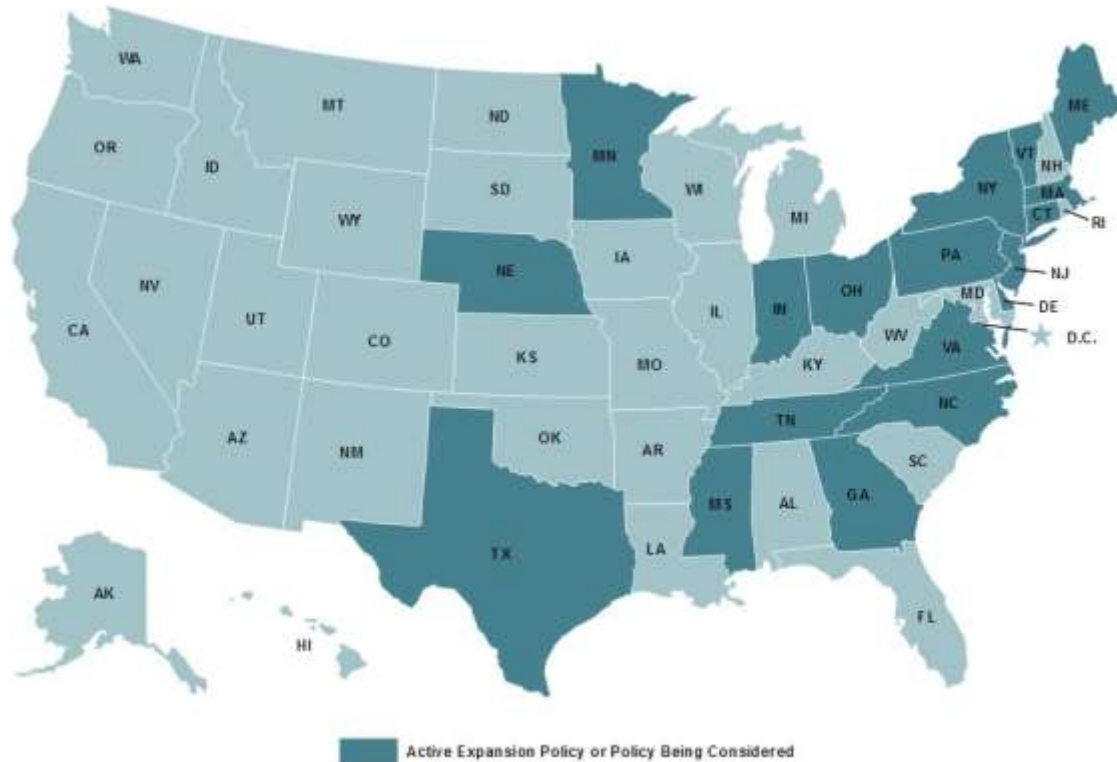 WA
MT
ND
MN
ME
OR
ID
SD
WI
VT
NH
NY
MA
WY
MI
CT
RI
IA
PA
NE
NJ
NV
OH
IN
MD
DE
UT
IL
CA
CO
WV
D.C.
KS
MO
VA
KY
NC
TN
AZ
OK
NM
AR
SC
MS
AL
GA
LA
TX
AK
FL
HI
Active Expansion Policy or Policy Being Considered